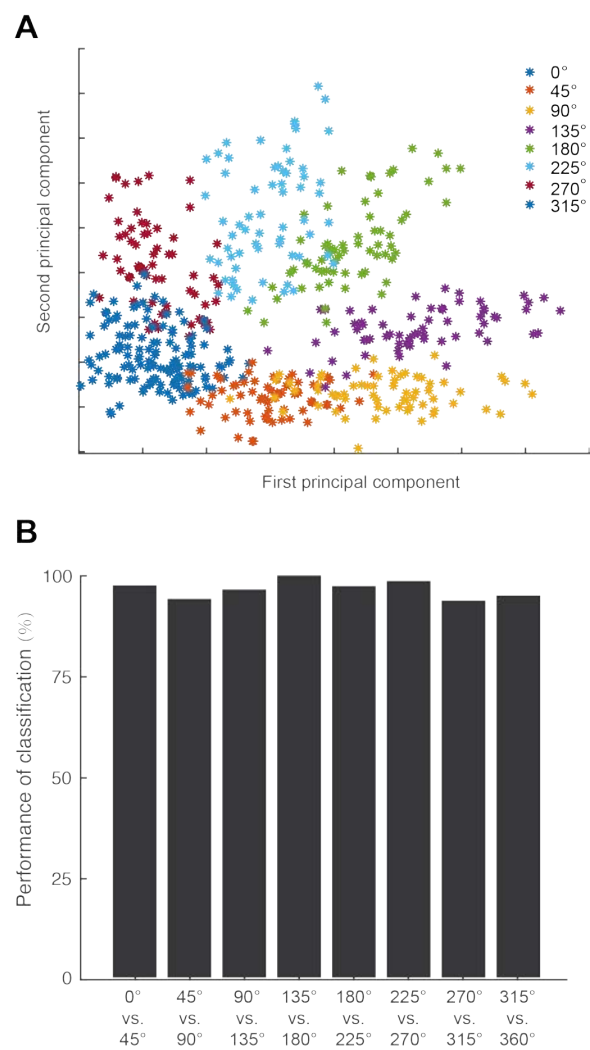 A
Second principal component
0°
45°
90°
135°
180°
225°
270°
315°
First principal component
B
Performance of classification (%)
100
75
50
25
0
0° 45° 90° 135° 180° 225° 270° 315°
vs. vs. vs. vs. vs. vs. vs. vs.
45° 90° 135° 180° 225° 270° 315° 360°